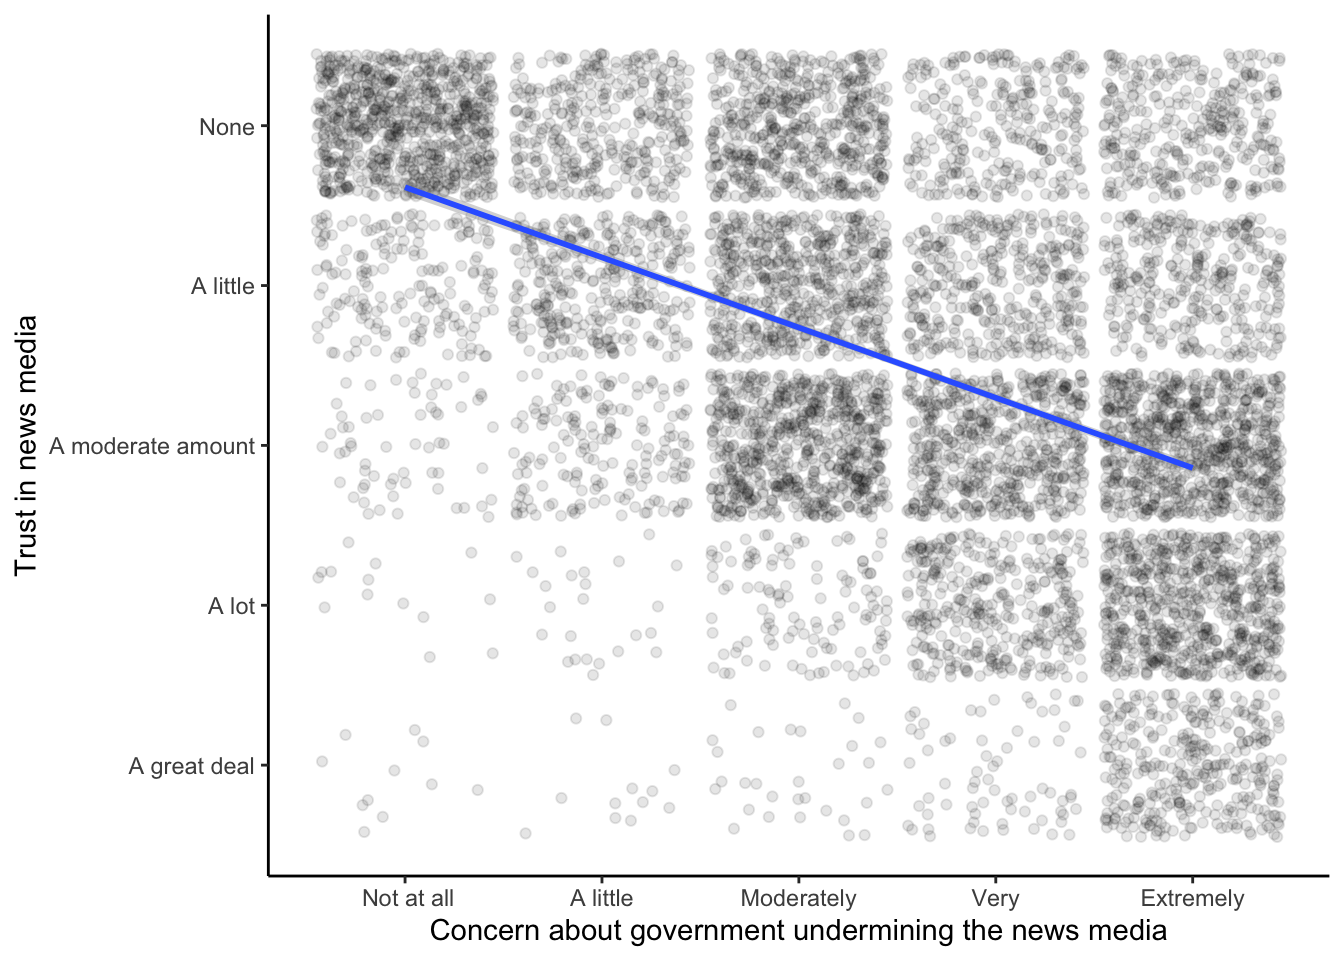 Trust in news media
None
A little
A moderate amount
A lot
A great deal
Not at all
A little
Moderately
Very
Extremely
Concern about government undermining the news media